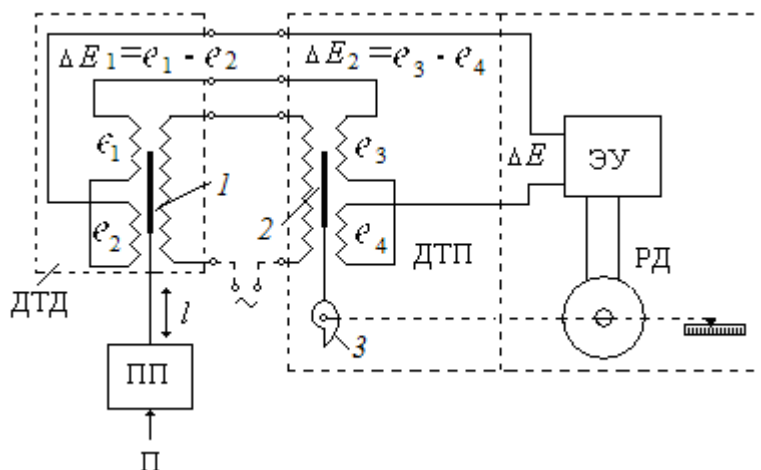 ΔE1=e1 - e2
ΔE2=e3 - e4
e1
e3
ΔE
ЭУ
1
2
e2
e4
ДТП
РД
ДТД
l
~
3
ПП
П